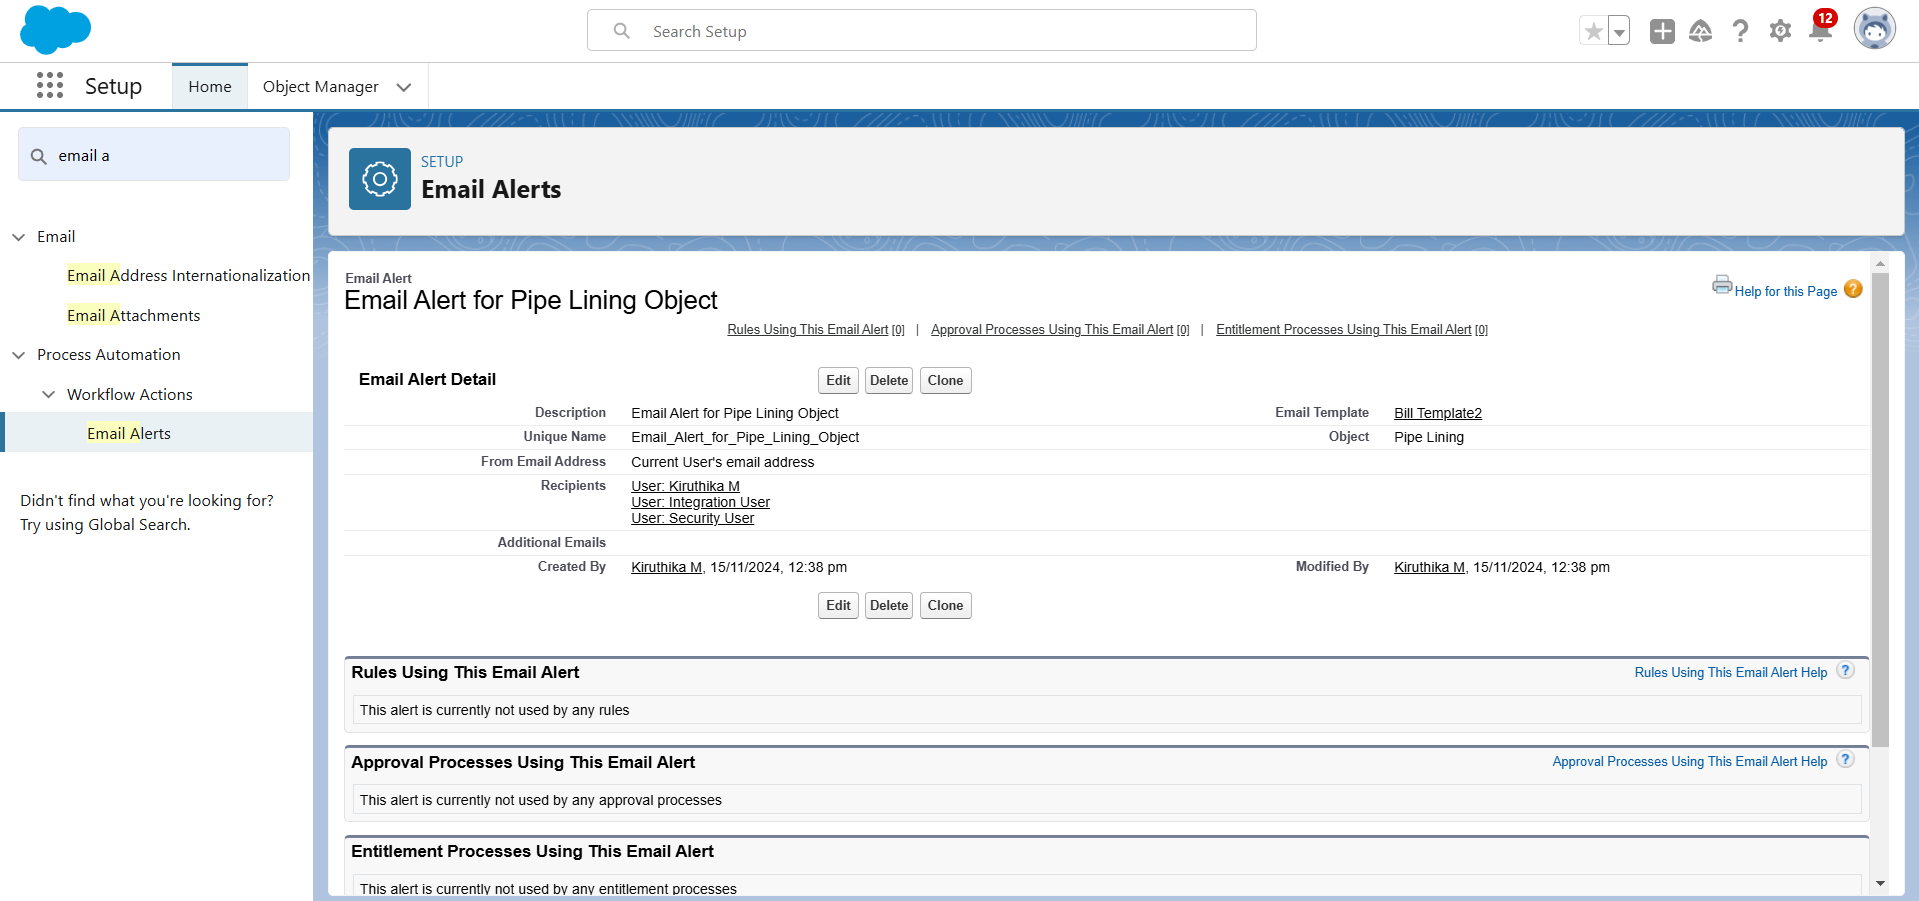 Search Setup
12
Setup
Home
Object Manager
email a
Email
Email Address Internationalization
Email Attachments
Process Automation
Workflow Actions
Email Alerts
Didn't find what you're looking for?
Try using Global Search.
SETUP
Email Alerts
Email Alert
Email Alert for Pipe Lining Object
Help for this Page
Rules Using This Email Alert [0] | Approval Processes Using This Email Alert [0] | Entitlement Processes Using This Email Alert [0]
Email Alert Detail
Edit Delete Clone
Description Email Alert for Pipe Lining Object Email Template Bill Template2
Unique Name Email_Alert_for_Pipe_Lining_Object Object Pipe Lining
From Email Address Current User's email address
Recipients User: Kiruthika M
User: Integration User
User: Security User
Additional Emails
Created By Kiruthika M, 15/11/2024, 12:38 pm Modified By Kiruthika M, 15/11/2024, 12:38 pm
Edit Delete Clone
Rules Using This Email Alert
Rules Using This Email Alert Help ?
This alert is currently not used by any rules
Approval Processes Using This Email Alert
Approval Processes Using This Email Alert Help ?
This alert is currently not used by any approval processes
Entitlement Processes Using This Email Alert
This alert is currently not used by any entitlement processes